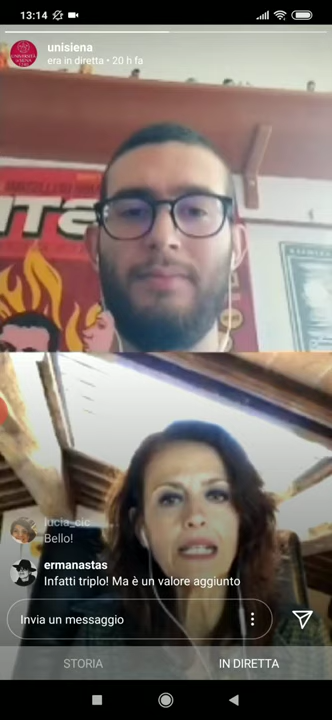 13:14
unisiena
era in diretta • 20 h fa
lucia_cic
Bello!
ermanastas
Infatti triplo! Ma è un valore aggiunto
Invia un messaggio
STORIA
IN DIRETTA